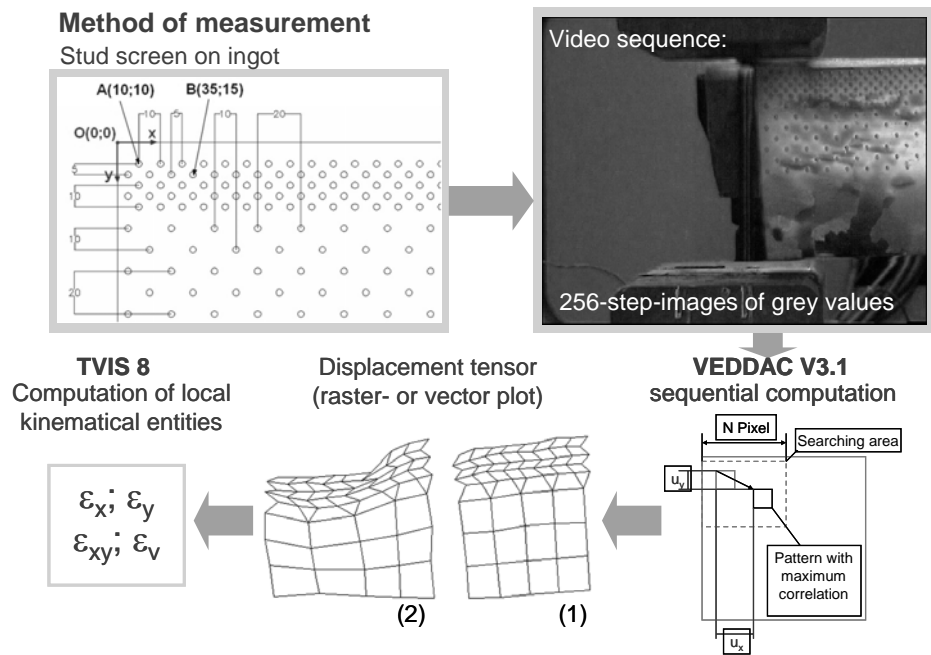 Method of measurement
Stud screen on ingot
A(10;10)
B(35;15)
10
5
10
20
O(0;0)
x
y
5
10
10
20
Video sequence:
256-step-images of grey values
TVIS 8
Computation of local
kinematical entities
εx; εy
εxy; εv
Displacement tensor
(raster- or vector plot)
(2)
(1)
VEDDAC V3.1
sequential computation
N Pixel
Searching area
uy
Pattern with
maximum
correlation
ux